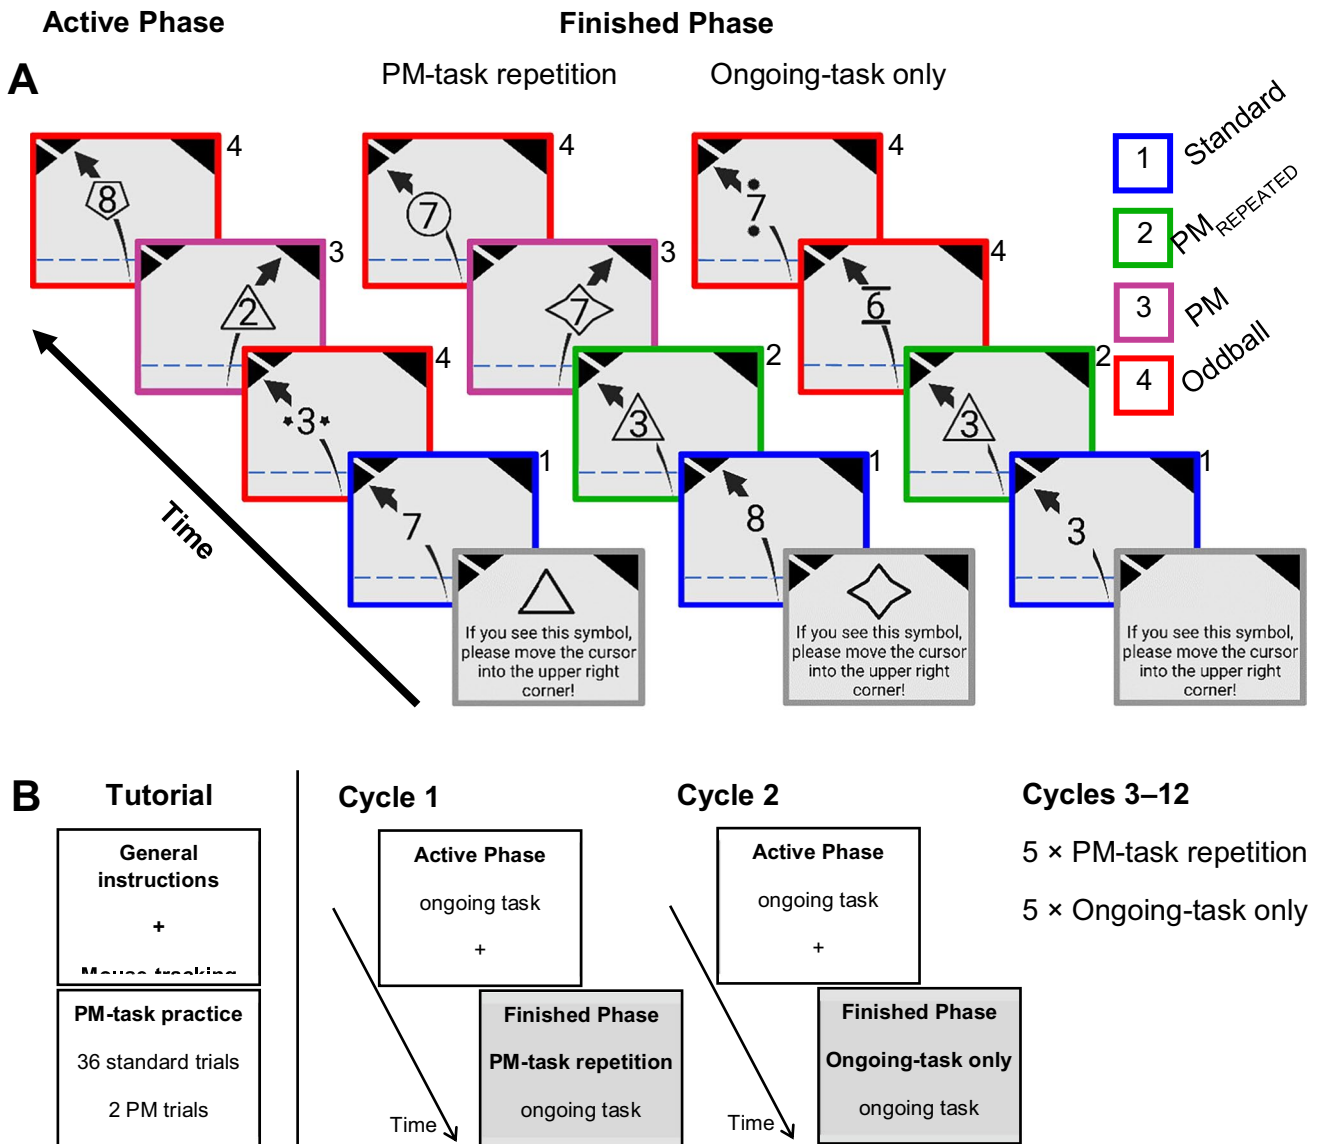 Active Phase
Finished Phase
A
PM-task repetition
Ongoing-task only
4
8
3
2
4
3
1
7
If you see this symbol,
please move the cursor
into the upper right
corner!
Time
4
7
3
7
2
3
1
8
If you see this symbol,
please move the cursor
into the upper right
corner!
4
7
4
6
2
3
1
3
If you see this symbol,
please move the cursor
into the upper right
corner!
1 Standard
2 PM REPEATED
3 PM
4 Oddball
B
Tutorial
General
instructions
+
PM-task practice
36 standard trials
2 PM trials
Cycle 1
Active Phase
ongoing task
+
Finished Phase
PM-task repetition
ongoing task
Time
Cycle 2
Active Phase
ongoing task
+
Finished Phase
Ongoing-task only
ongoing task
Time
Cycles 3–12
5 × PM-task repetition
5 × Ongoing-task only